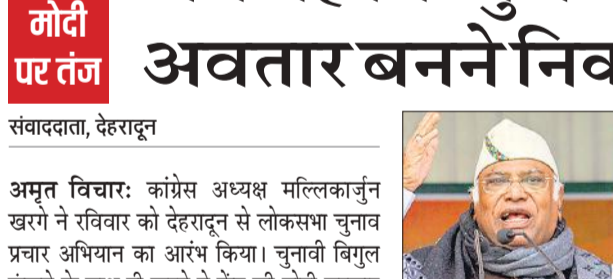 मोदी
पर तंज
अवतार बनने
संवाददाता, देहरादून
अमृत विचारः कांग्रेस अध्यक्ष मल्लिकार्जुन
खरगे ने रविवार को देहरादून से लोकसभा चुनाव
प्रचार अभियान का आरंभ किया। चुनावी बिगुल